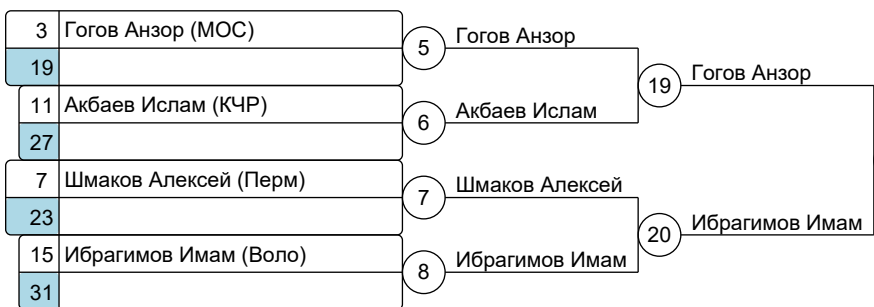 3 Гогов Анзор (МОС)
19
11 Акбаев Ислам (КЧР)
27
7 Шмаков Алексей (Перм)
23
15 Ибрагимов Имам (Воло)
31
5 Гогов Анзор
6 Акбаев Ислам
7 Шмаков Алексей
8 Ибрагимов Имам
19 Гогов Анзор
20 Ибрагимов Имам